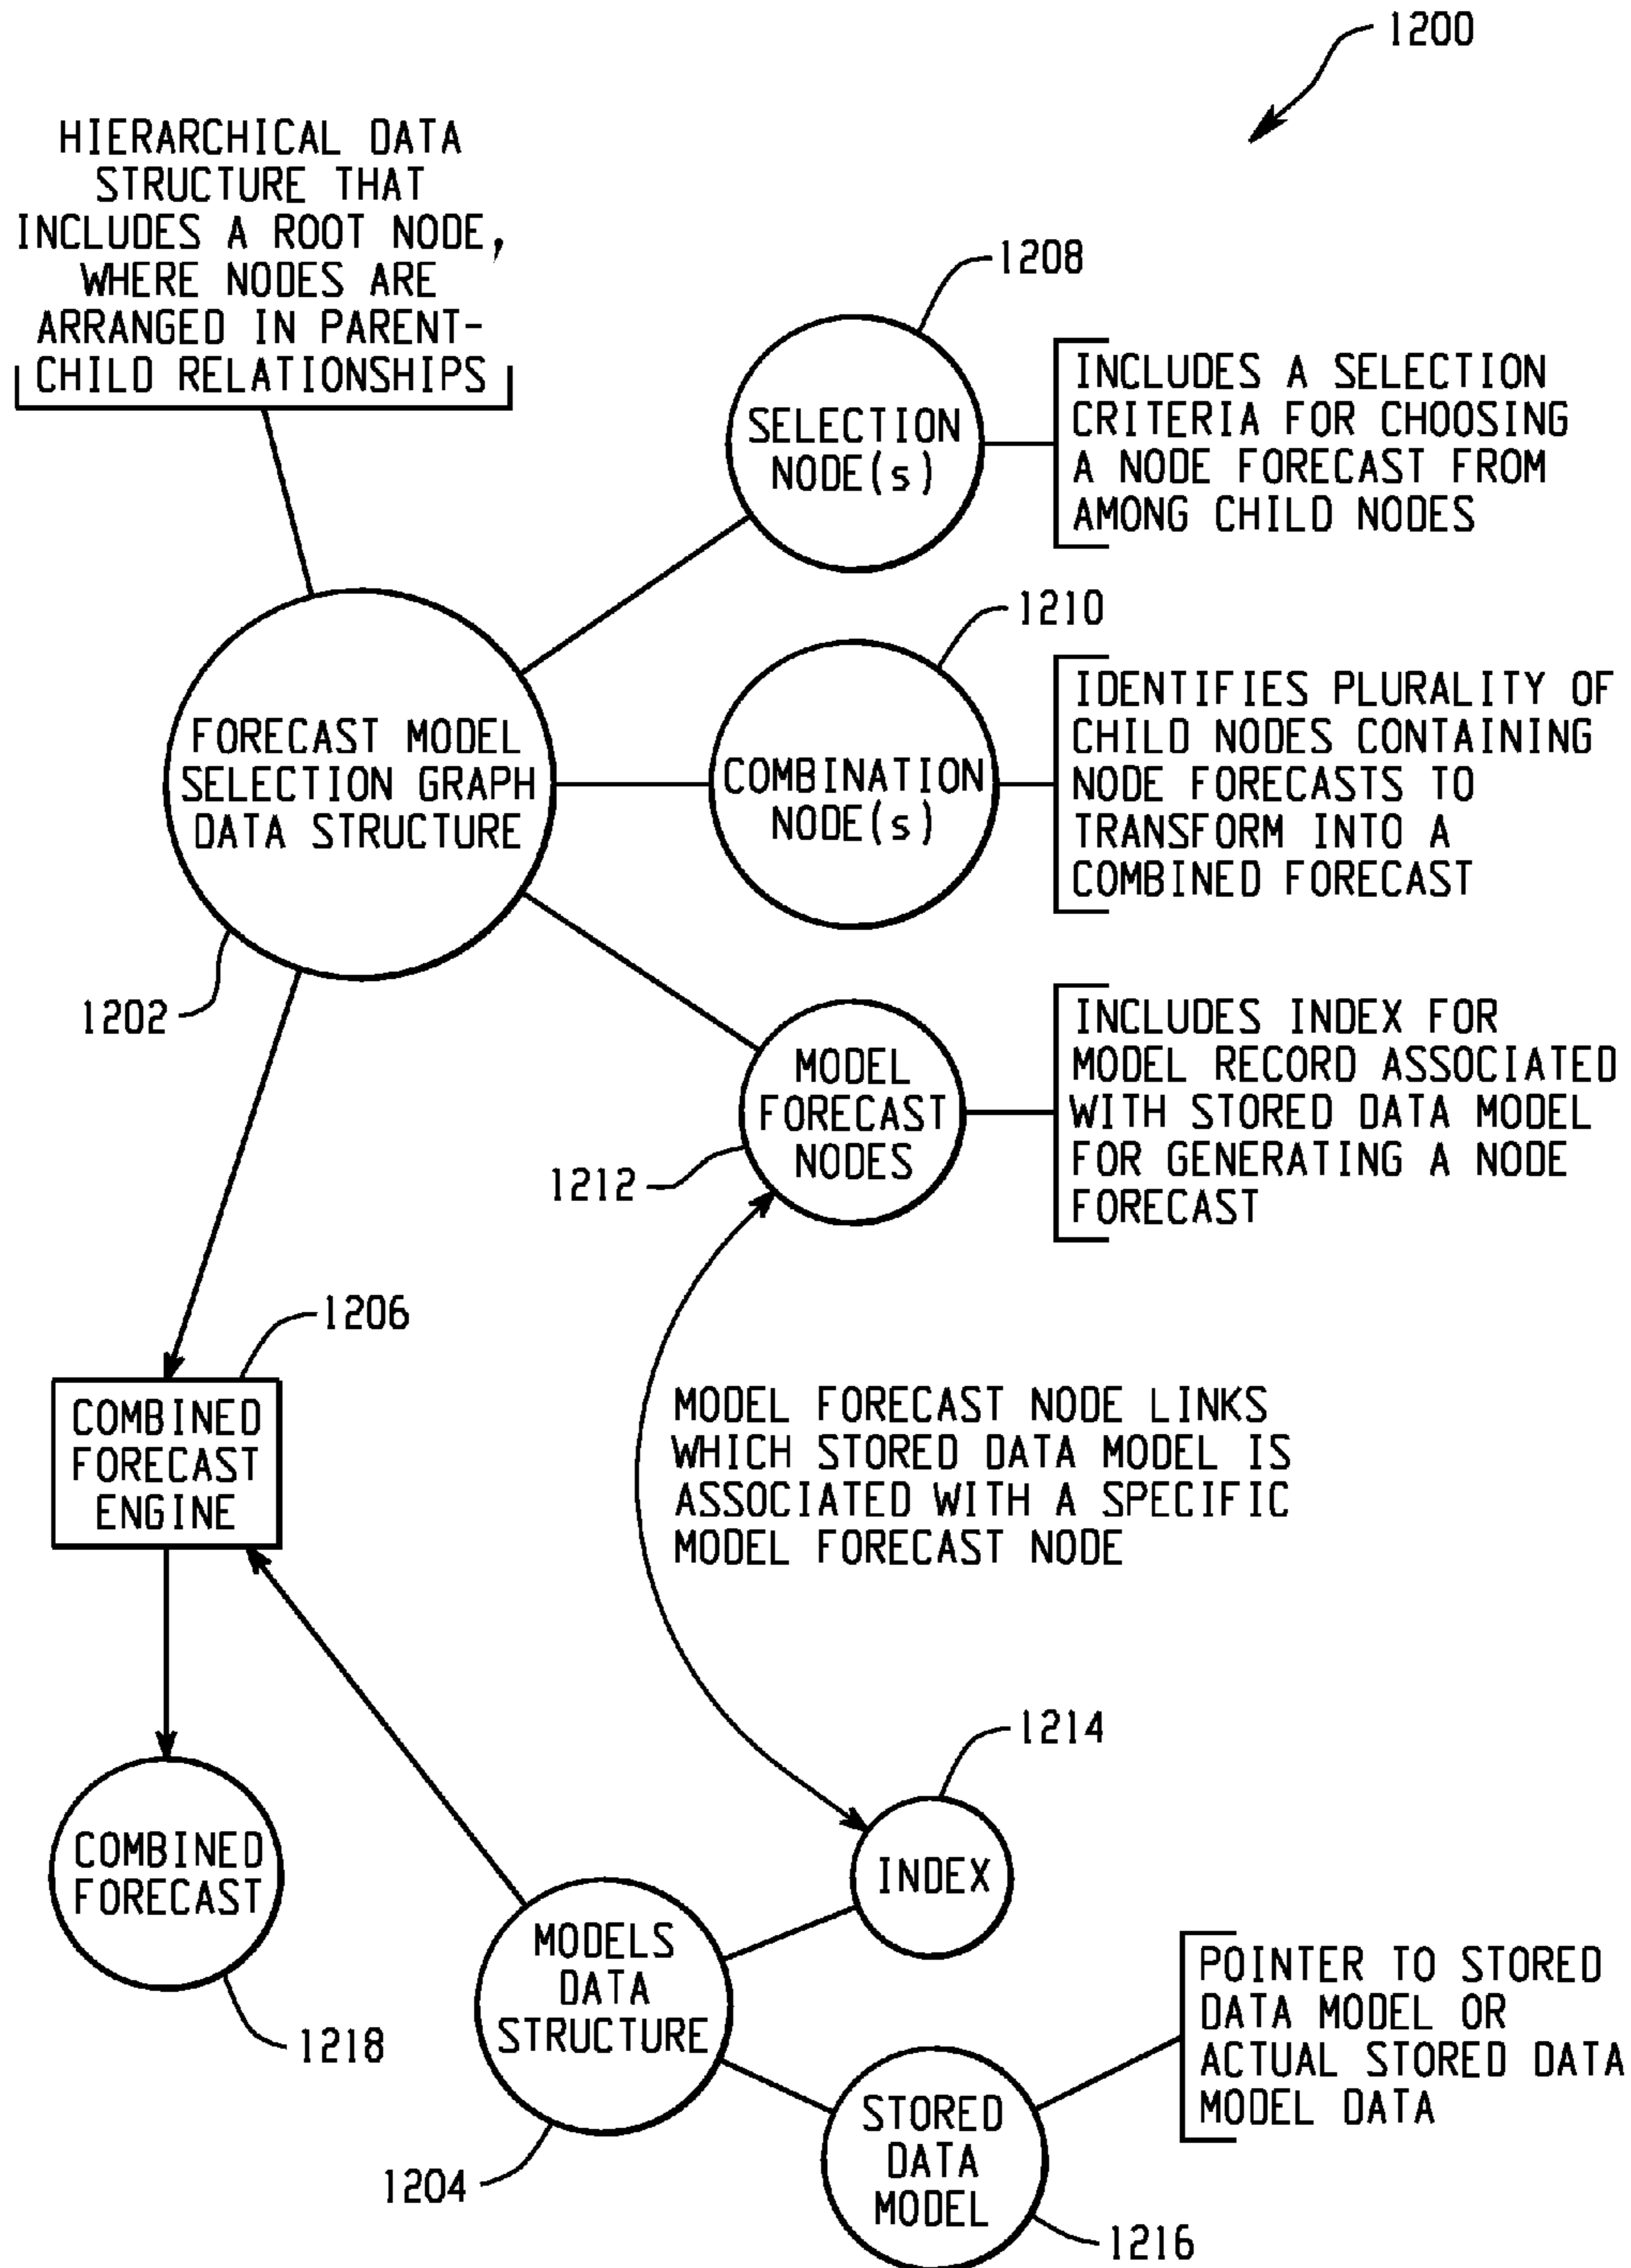 1200
HIERARCHICAL DATA
STRUCTURE THAT
INCLUDES A ROOT NODE,
WHERE NODES ARE
ARRANGED IN PARENT-
CHILD RELATIONSHIPS
1208
SELECTION
NODE(s)
INCLUDES A SELECTION
CRITERIA FOR CHOOSING
A NODE FORECAST FROM
AMONG CHILD NODES
FORECAST MODEL
SELECTION GRAPH
DATA STRUCTURE
1202
1210
COMBINATION
NODE(s)
IDENTIFIES PLURALITY OF
CHILD NODES CONTAINING
NODE FORECASTS TO
TRANSFORM INTO A
COMBINED FORECAST
MODEL
FORECAST
NODES
1212
INCLUDES INDEX FOR
MODEL RECORD ASSOCIATED
WITH STORED DATA MODEL
FOR GENERATING A NODE
FORECAST
1206
COMBINED
FORECAST
ENGINE
MODEL FORECAST NODE LINKS
WHICH STORED DATA MODEL IS
ASSOCIATED WITH A SPECIFIC
MODEL FORECAST NODE
1214
INDEX
COMBINED
FORECAST
1218
MODELS
DATA
STRUCTURE
1204
STORED
DATA
MODEL
1216
POINTER TO STORED
DATA MODEL OR
ACTUAL STORED DATA
MODEL DATA